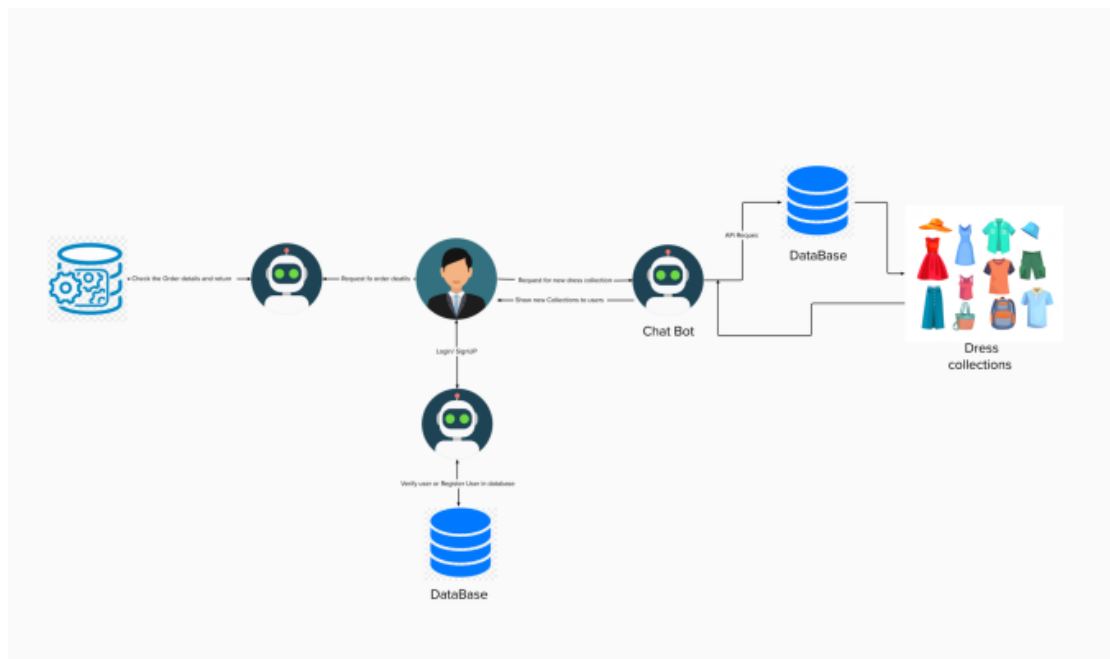 DataBase
API Reques
Check the Order details and return
Request fo order deatils
Request for new dress collection
Show new Collections to users
Chat Bot
Dress
collections
Login/ SignUP
Verify user or Register User in database
DataBase